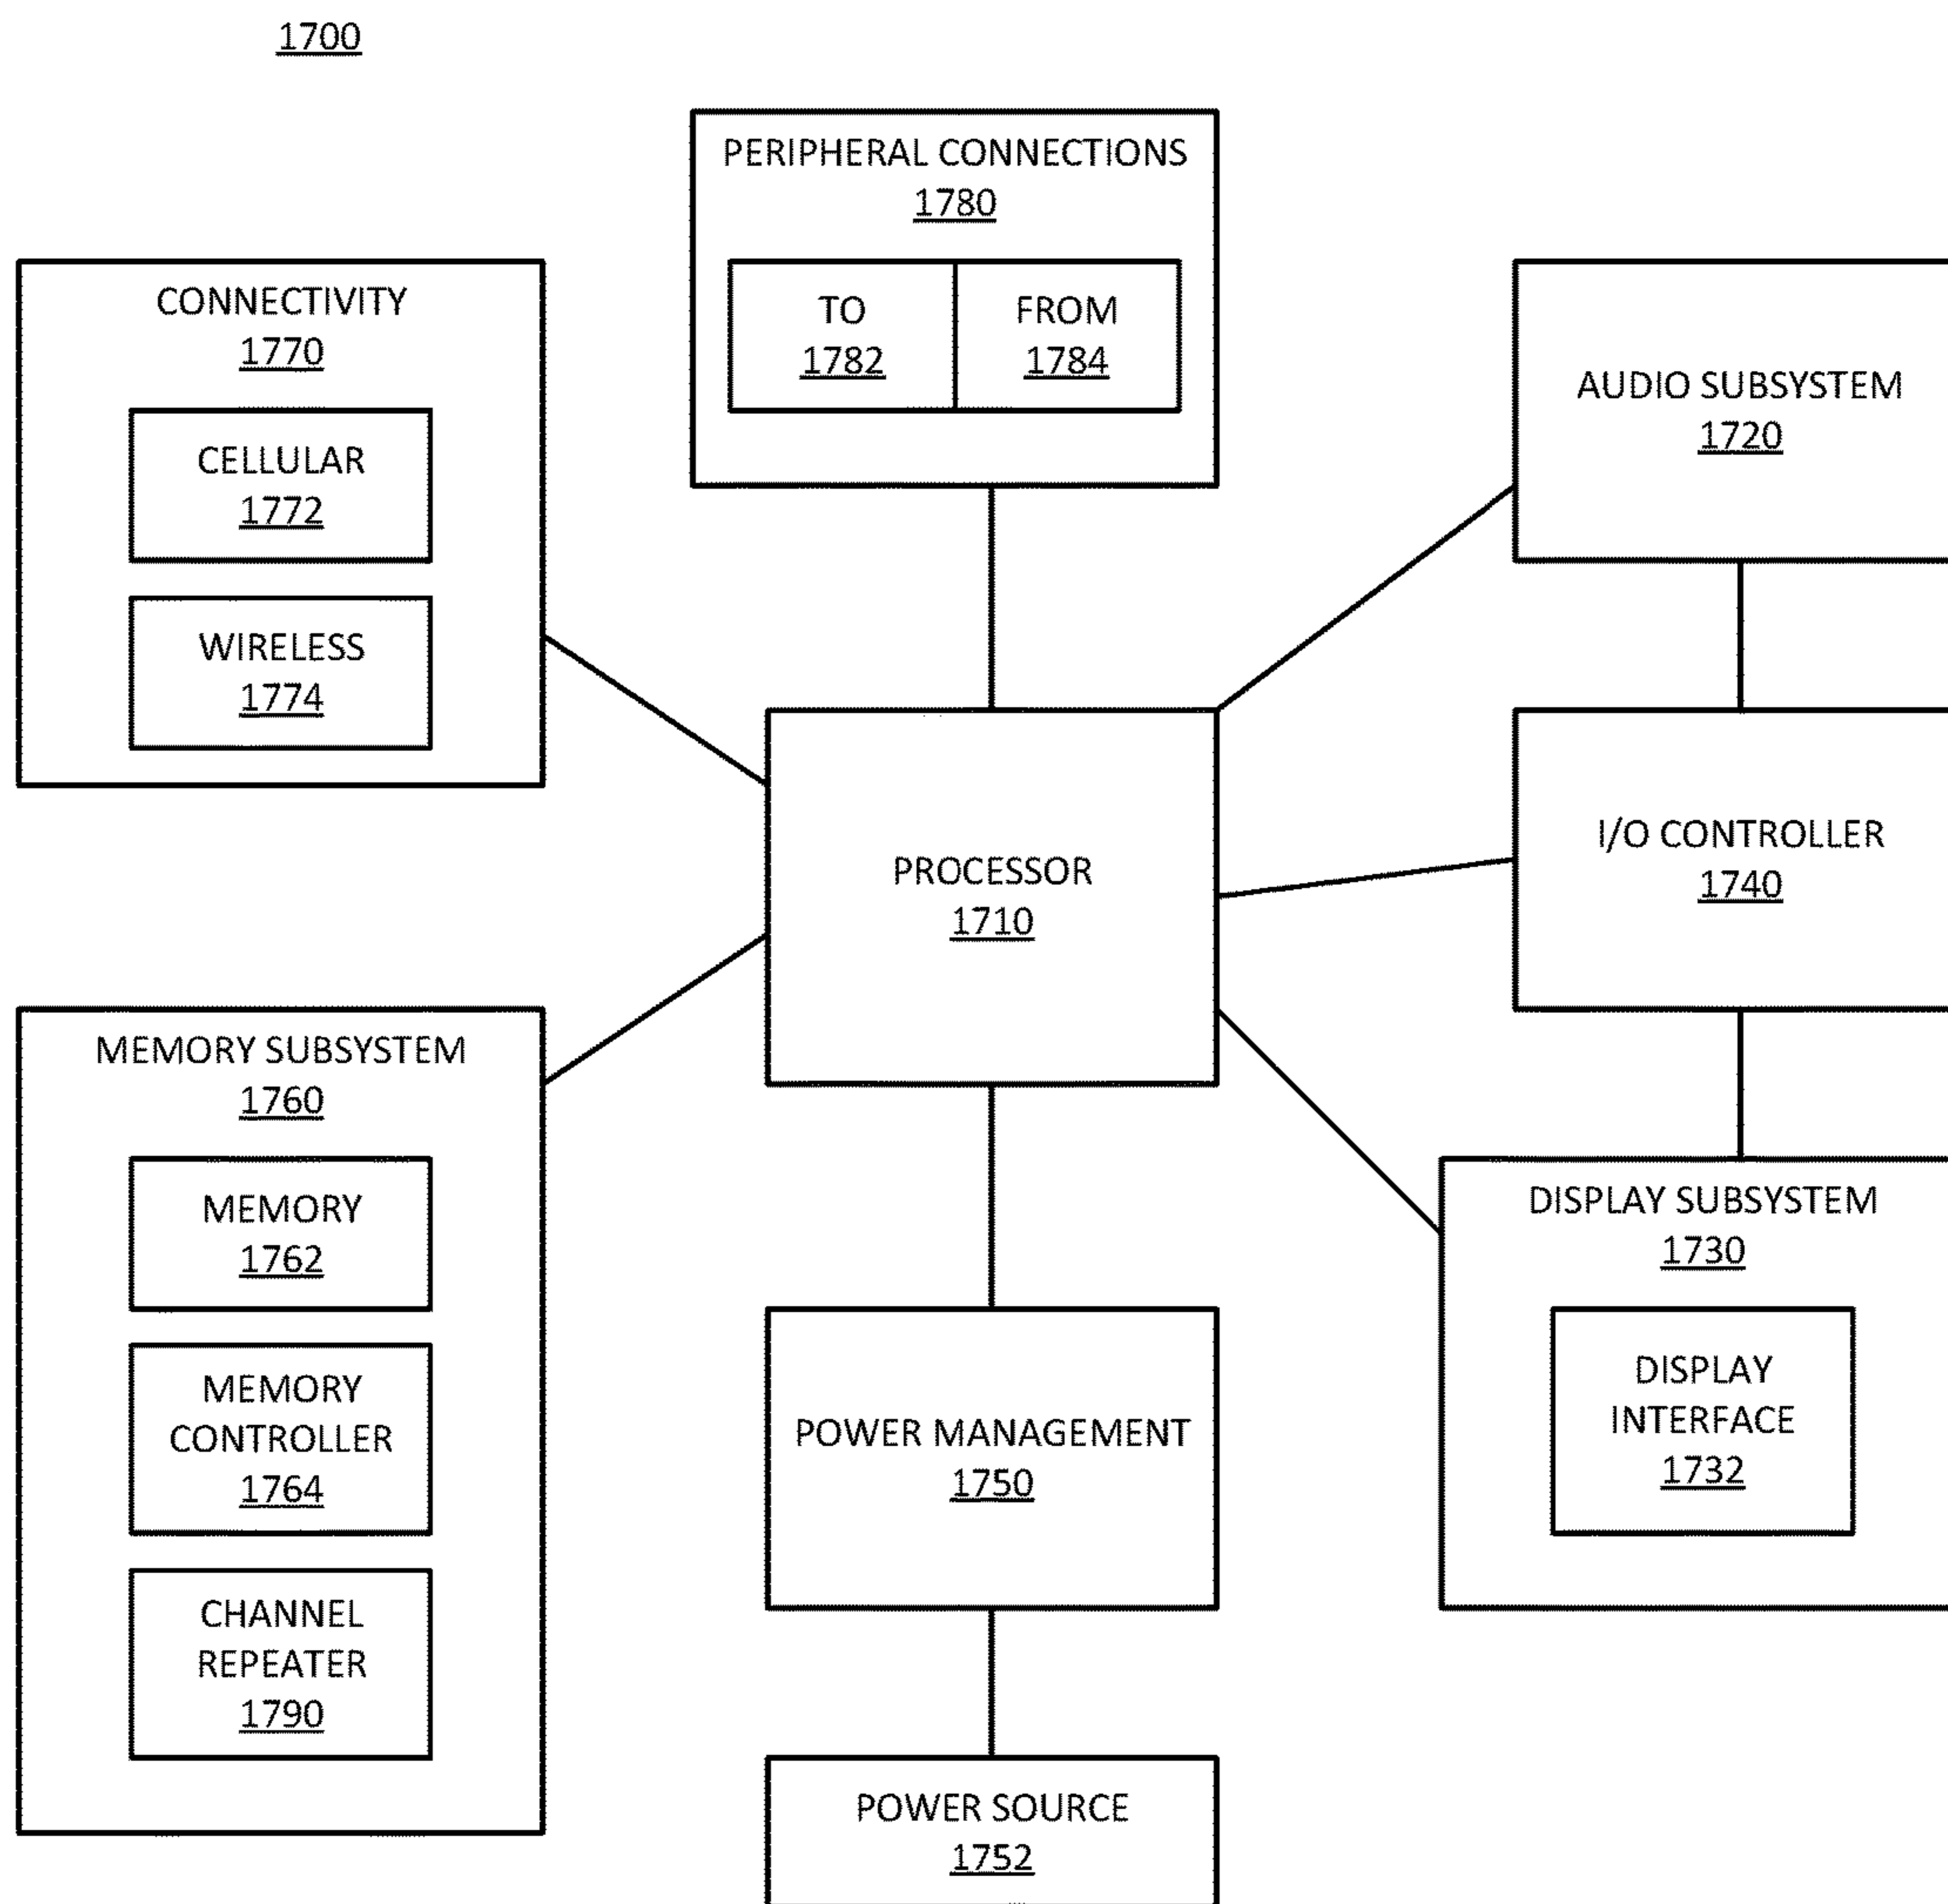 1700
PERIPHERAL CONNECTIONS
1780
TO
1782
FROM
1784
CONNECTIVITY
1770
CELLULAR
1772
WIRELESS
1774
AUDIO SUBSYSTEM
1720
PROCESSOR
1710
I/O CONTROLLER
1740
MEMORY SUBSYSTEM
1760
MEMORY
1762
MEMORY
CONTROLLER
1764
CHANNEL
REPEATER
1790
POWER MANAGEMENT
1750
DISPLAY SUBSYSTEM
1730
DISPLAY
INTERFACE
1732
POWER SOURCE
1752